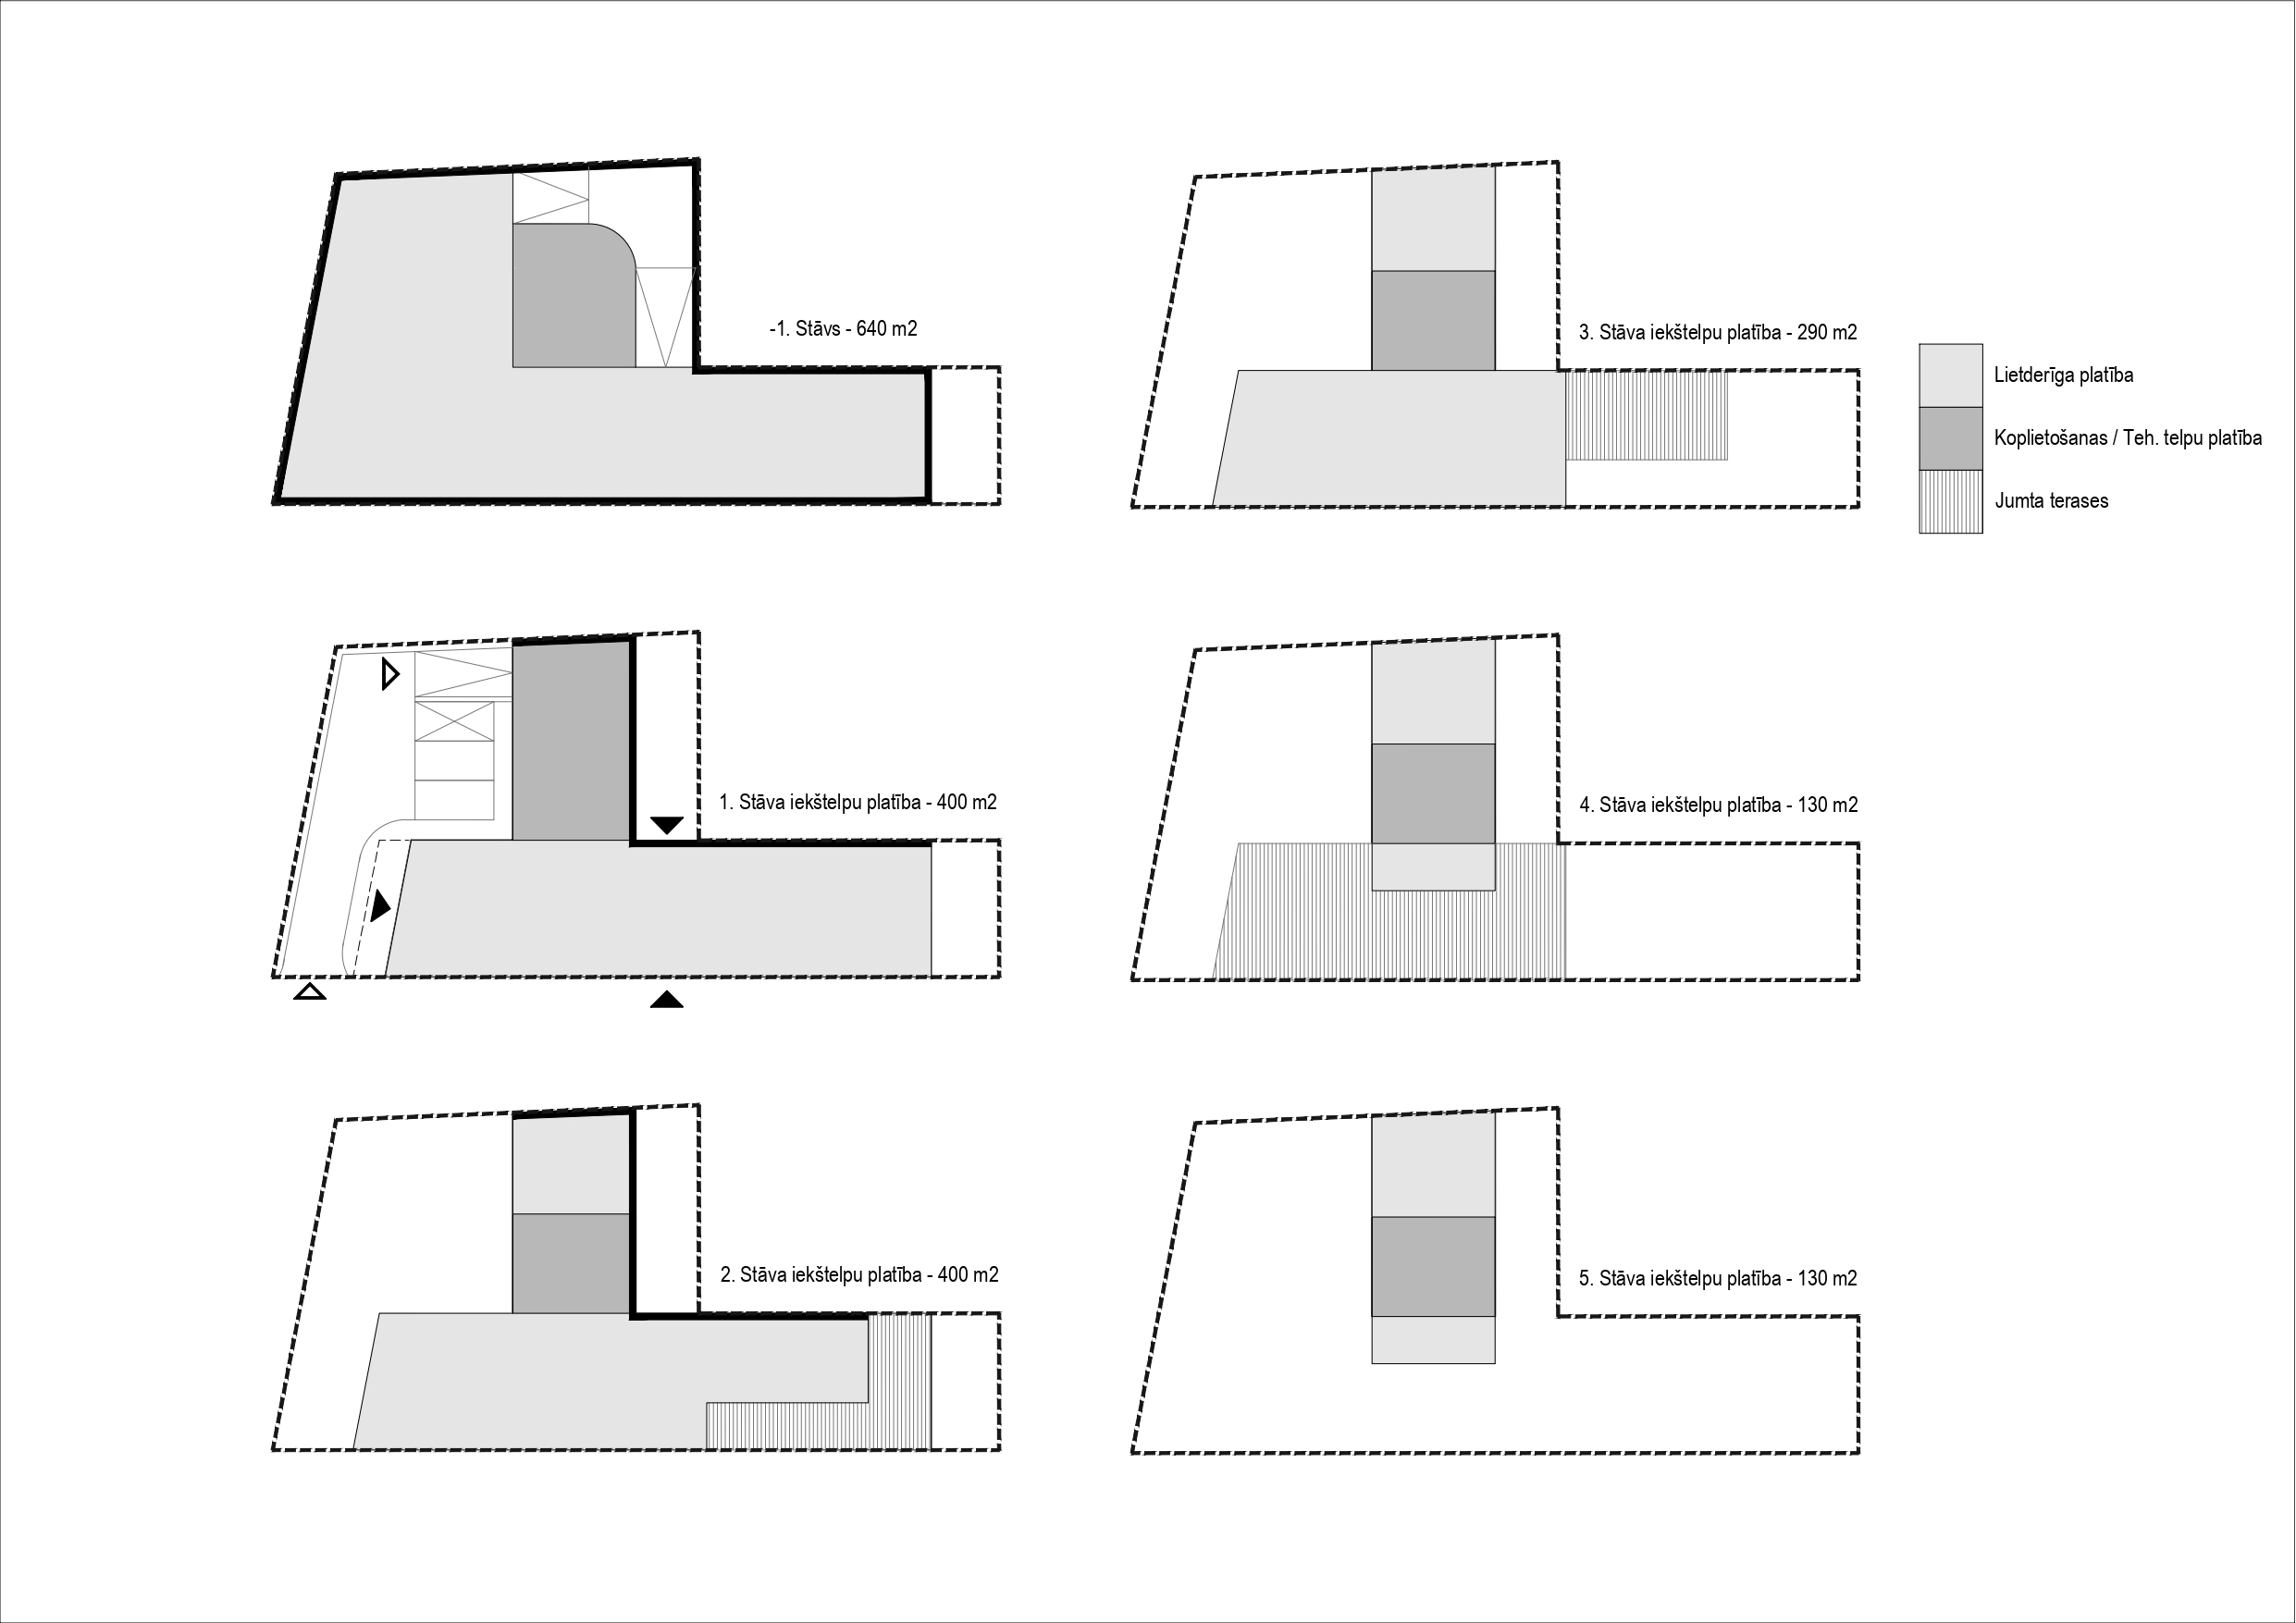 -1. Stāvs - 640 m2
3. Stāva iekštelpu platība - 290 m2
Lietderīga platība
Koplietošanas / Teh. telpu platība
Jumta terases
1. Stāva iekštelpu platība - 400 m2
4. Stāva iekštelpu platība - 130 m2
2. Stāva iekštelpu platība - 400 m2
5. Stāva iekštelpu platība - 130 m2